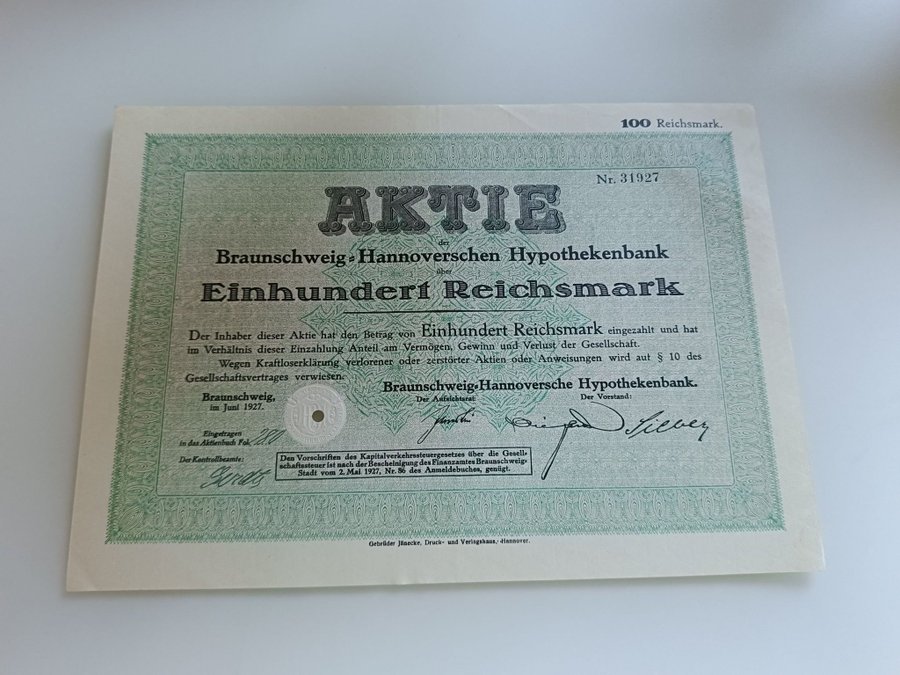 100 Reichsmark.
Nr. 31927
AKTIE
der
Braunschweig-Hannoverschen Hypothekenbank
über
Einhundert Reichsmark
Der Inhaber dieser Aktie hat den Betrag von Einhundert Reichsmark eingezahlt und hat
im Verhältnis dieser Einzahlung Anteil am Vermögen, Gewinn und Verlust der Gesellschaft.
Wegen Kraftloserklärung verlorener oder zerstörter Aktien oder Anweisungen wird auf § 10 des
Gesellschaftsvertrages verwiesen.
Braunschweig-Hannoversche Hypothekenbank.
Braunschweig,
im Juni 1927.
Der Aufsichtsrat:
Der Vorstand:
Eingetragen
in das Aktienbuch Fol.
Der Kontrollbeamte:
Den Vorschriften des Kapitalverkehrssteuergesetzes über die Gesell-
schaftssteuer ist nach der Bescheinigung des Finanzamtes Braunschweig-
Stadt vom 2. Mai 1927, Nr. 86 des Anmeldebuches, genügt.
Gebrüder Jänecke, Druck- und Verlagshaus, Hannover.